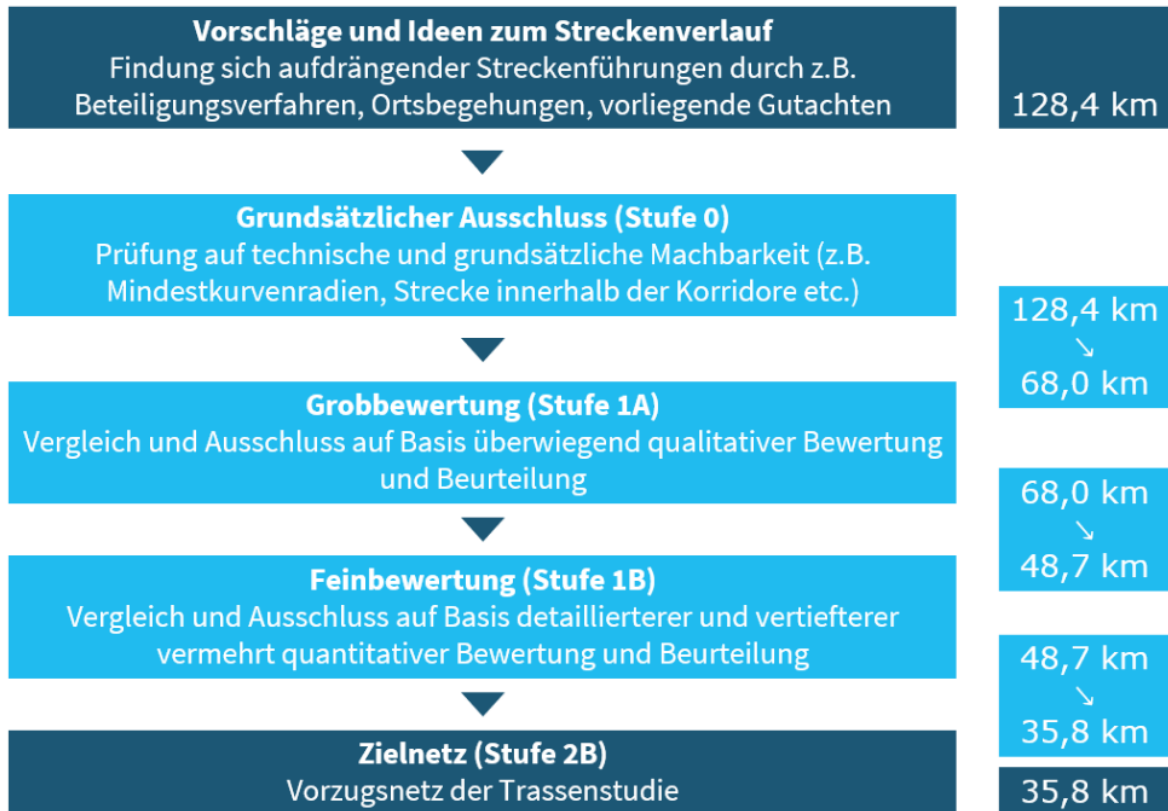 Vorschläge und Ideen zum Streckenverlauf
Findung sich aufdrängender Streckenführungen durch z.B.
Beteiligungsverfahren, Ortsbegehungen, vorliegende Gutachten
128,4 km
Grundsätzlicher Ausschluss (Stufe 0)
Prüfung auf technische und grundsätzliche Machbarkeit (z.B.
Mindestkurvenradien, Strecke innerhalb der Korridore etc.)
128,4 km
↘
68,0 km
Grobbewertung (Stufe 1A)
Vergleich und Ausschluss auf Basis überwiegend qualitativer Bewertung
und Beurteilung
68,0 km
↘
48,7 km
Feinbewertung (Stufe 1B)
Vergleich und Ausschluss auf Basis detaillierterer und vertiefterer
vermehrt quantitativer Bewertung und Beurteilung
48,7 km
↘
35,8 km
Zielnetz (Stufe 2B)
Vorzugsnetz der Trassenstudie
35,8 km